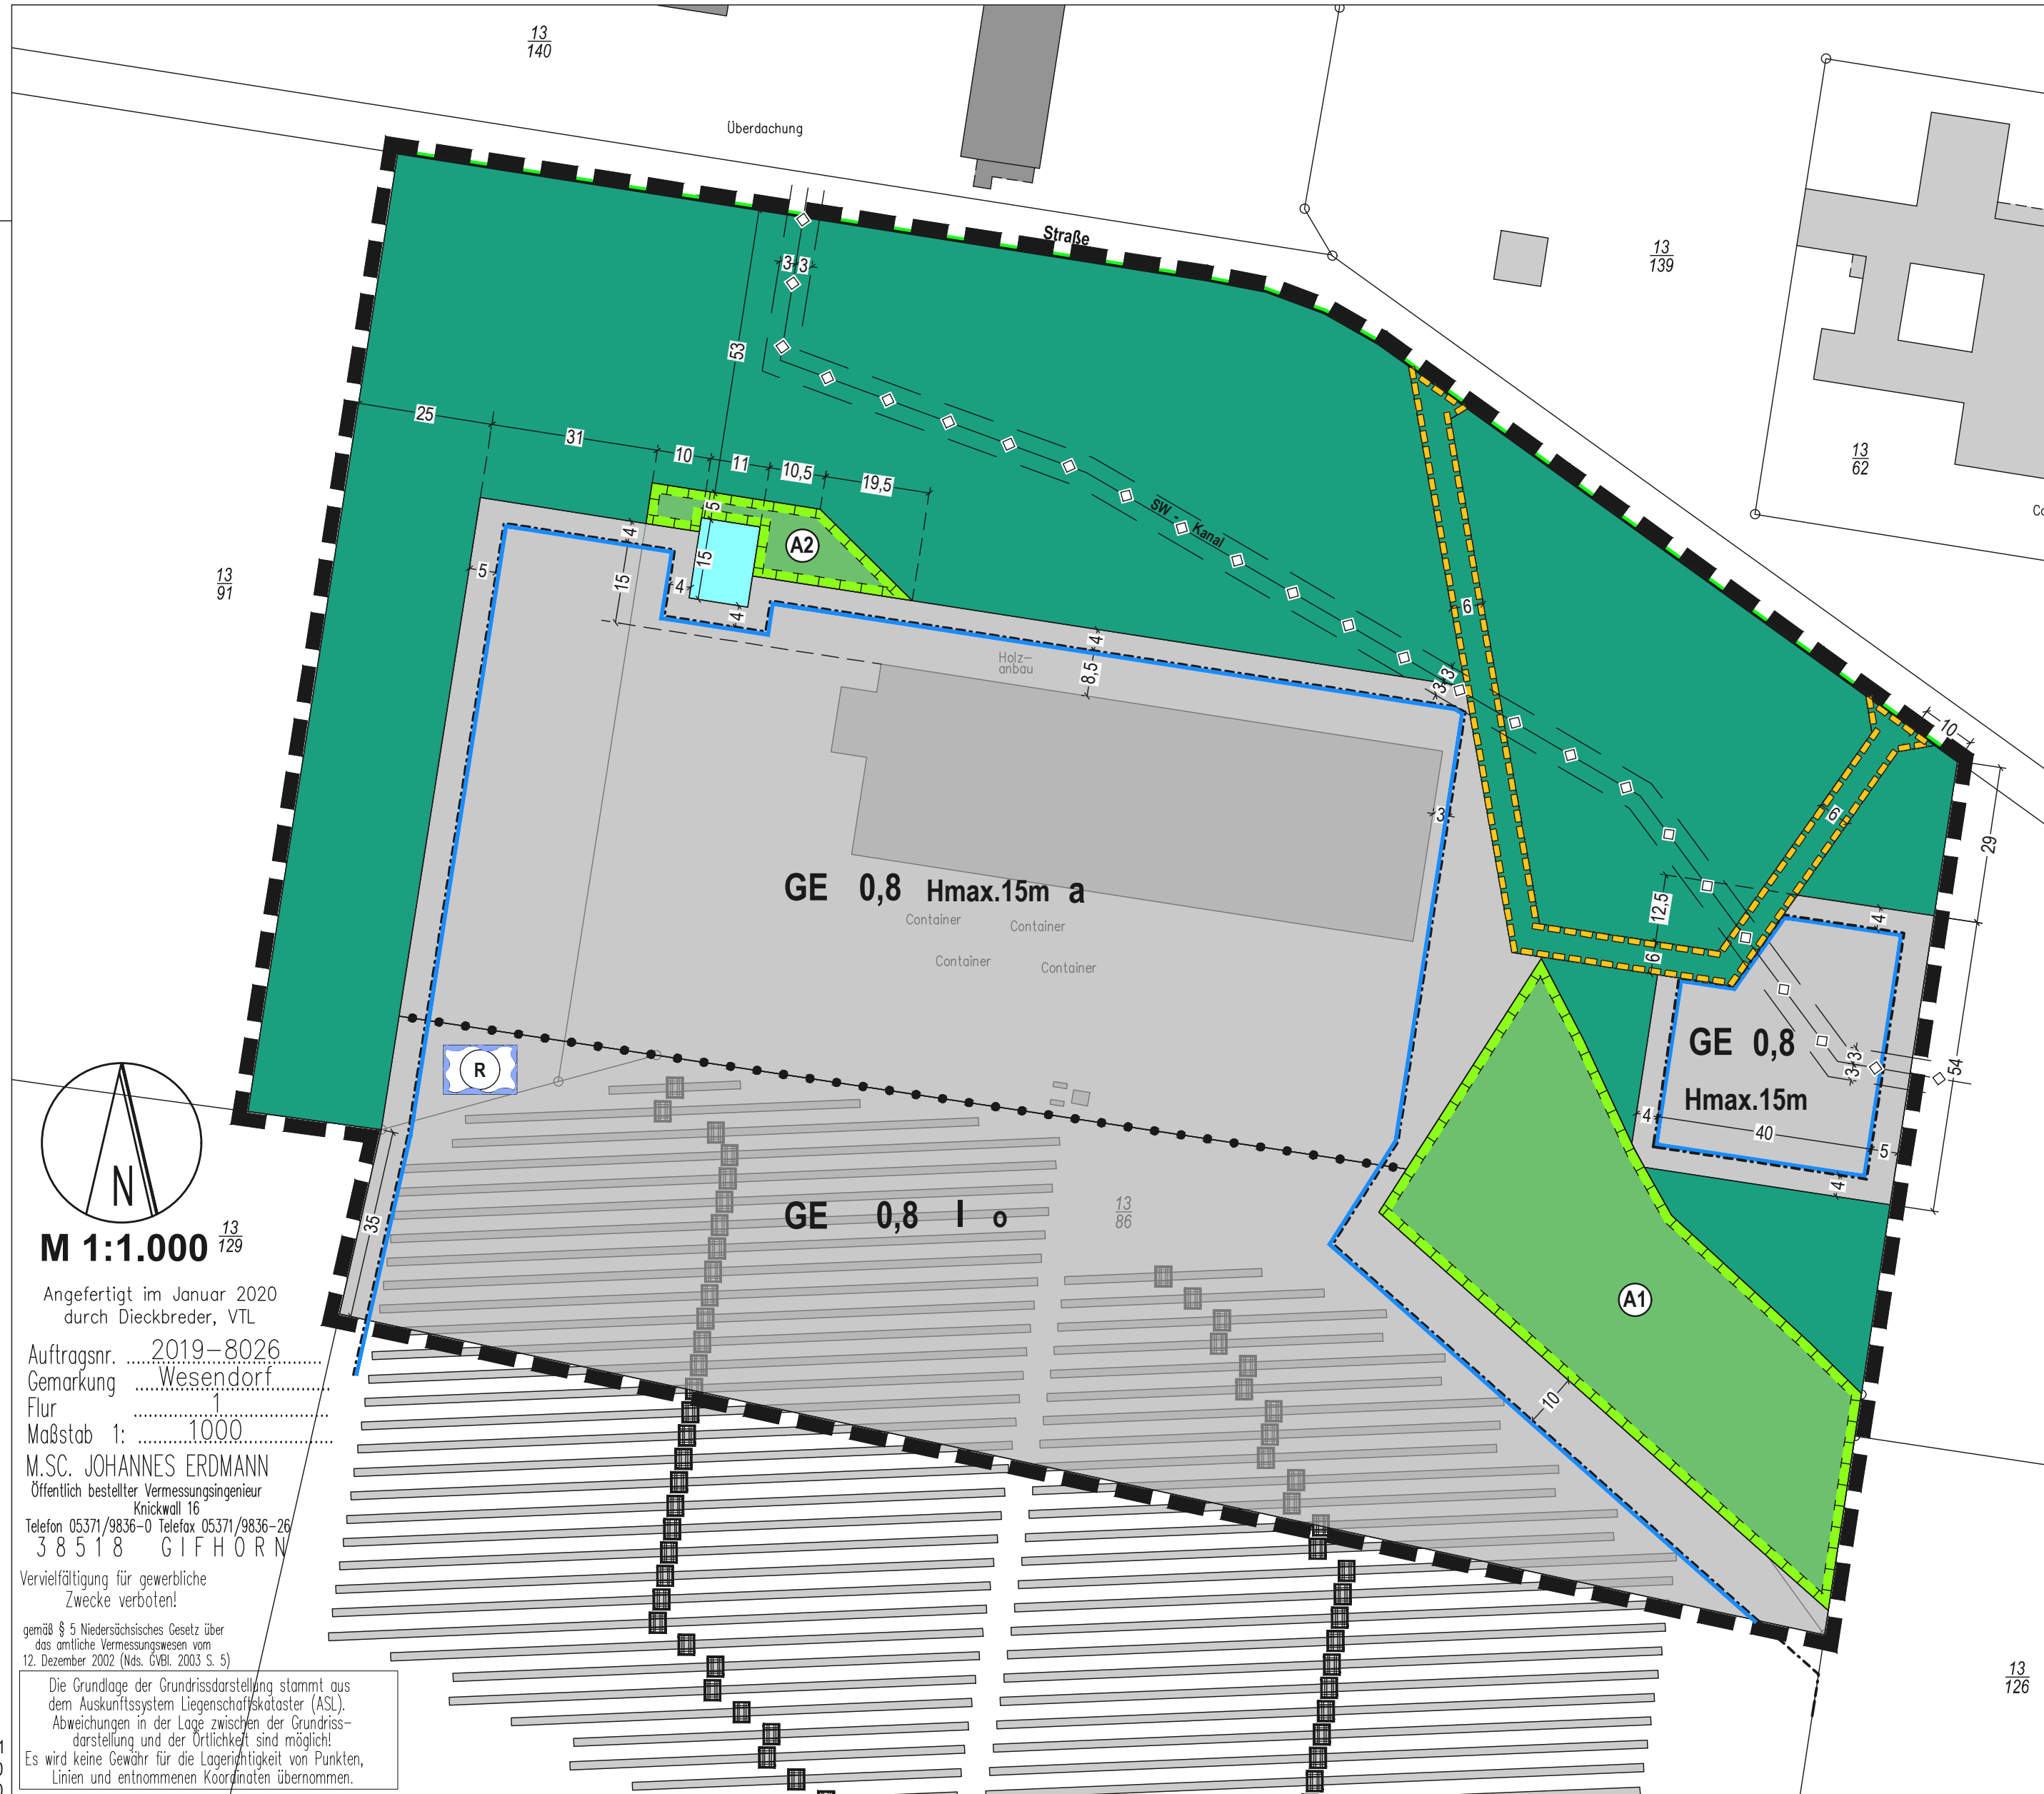 13
140
Überdachung
Straße
13
139
13
62
3
3
53
25
31
10
11
10,5
19,5
5
A2
SW - Kanal
13
91
4
5
15
15
4
4
4
8,5
Holz-
anbau
6
3
3
10
29
6
3
GE 0,8 Hmax.15m a
Container
Container
Container
Container
12,5
6
4
GE 0,8
Hmax.15m
3
3
54
4
40
5
4
R
N
M 1:1.000
13
129
35
GE 0,8 I o
13
86
A1
10
Angefertigt im Januar 2020
durch Dieckbreder, VTL
Auftragsnr. 2019-8026
Gemarkung Wesendorf
Flur 1
Maßstab 1: 1000
M.SC. JOHANNES ERDMANN
Öffentlich bestellter Vermessungsingenieur
Knickwall 16
Telefon 05371/9836-0 Telefax 05371/9836-26
38518 GIFHORN
Vervielfältigung für gewerbliche
Zwecke verboten!
gemäß § 5 Niedersächsisches Gesetz über
das amtliche Vermessungswesen vom
12. Dezember 2002 (Nds. GVBl. 2003 S. 5)
Die Grundlage der Grundrissdarstellung stammt aus
dem Auskunftssystem Liegenschaftskataster (ASL).
Abweichungen in der Lage zwischen der Grundriss-
darstellung und der Örtlichkeit sind möglich!
Es wird keine Gewähr für die Lagerichtigkeit von Punkten,
Linien und entnommenen Koordinaten übernommen.
13
126